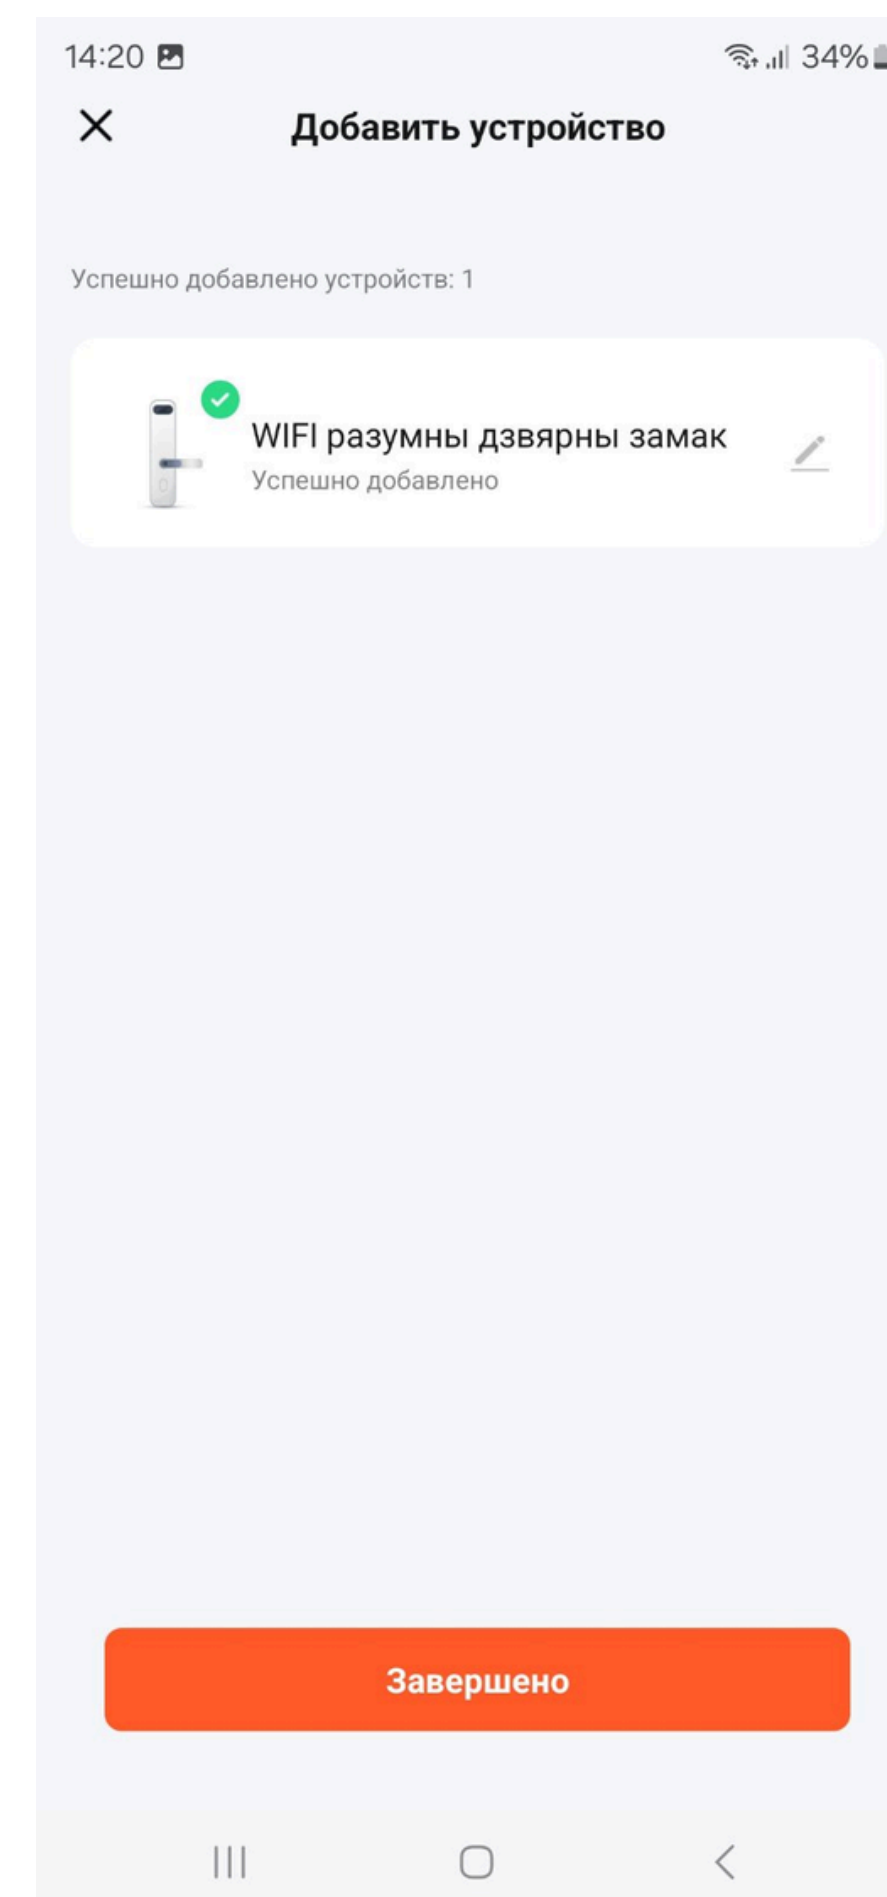 14:20 34%
Добавить устройство
Успешно добавлено устройств: 1
WIFI разумны дзвярны замак
Успешно добавлено
Завершено